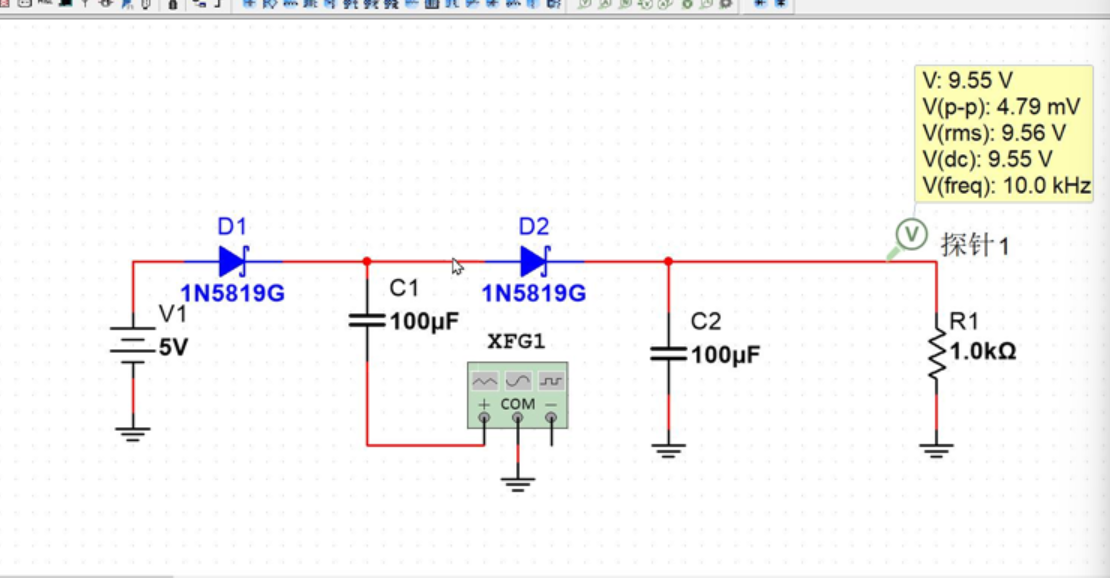 V: 9.55 V
V(p-p): 4.79 mV
V(rms): 9.56 V
V(dc): 9.55 V
V(freq): 10.0 kHz
V
探针1
D1
1N5819G
D2
1N5819G
V1
5V
C1
100µF
XFG1
+ COM −
C2
100µF
R1
1.0kΩ